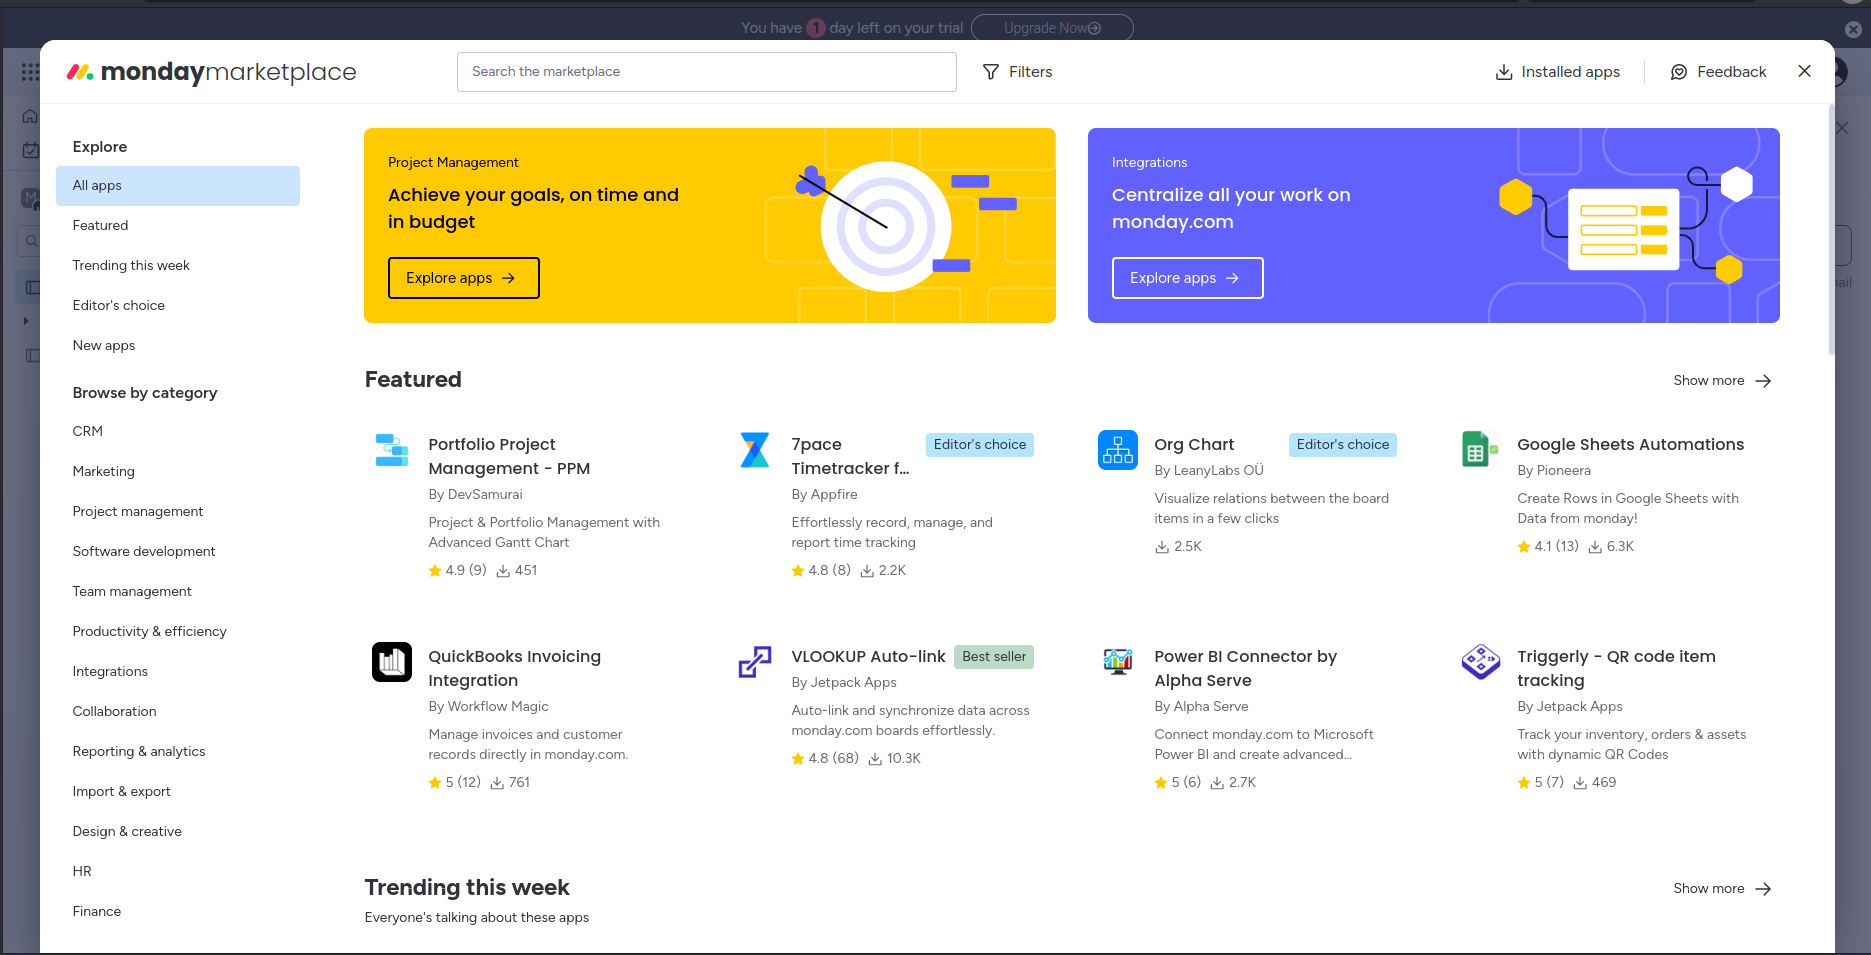 You have 1 day left on your trial
Upgrade Now
mondaymarketplace
Search the marketplace
Filters
Installed apps
Feedback
Explore
All apps
Featured
Trending this week
Editor's choice
New apps
Browse by category
CRM
Marketing
Project management
Software development
Team management
Productivity & efficiency
Integrations
Collaboration
Reporting & analytics
Import & export
Design & creative
HR
Finance
Project Management
Achieve your goals, on time and
in budget
Explore apps
Integrations
Centralize all your work on
monday.com
Explore apps
Featured
Show more
Portfolio Project
Management - PPM
By DevSamurai
Project & Portfolio Management with
Advanced Gantt Chart
4.9 (9) 451
7pace
Timetracker f...
Editor's choice
By Appfire
Effortlessly record, manage, and
report time tracking
4.8 (8) 2.2K
Org Chart
Editor's choice
By LeanyLabs OÜ
Visualize relations between the board
items in a few clicks
2.5K
Google Sheets Automations
By Pioneera
Create Rows in Google Sheets with
Data from monday!
4.1 (13) 6.3K
QuickBooks Invoicing
Integration
By Workflow Magic
Manage invoices and customer
records directly in monday.com.
5 (12) 761
VLOOKUP Auto-link
Best seller
By Jetpack Apps
Auto-link and synchronize data across
monday.com boards effortlessly.
4.8 (68) 10.3K
Power BI Connector by
Alpha Serve
By Alpha Serve
Connect monday.com to Microsoft
Power BI and create advanced...
5 (6) 2.7K
Triggerly - QR code item
tracking
By Jetpack Apps
Track your inventory, orders & assets
with dynamic QR Codes
5 (7) 469
Trending this week
Show more
Everyone's talking about these apps